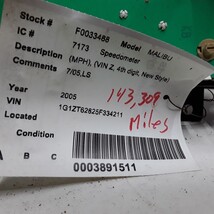 Stock # F0033486 Model MALIBU
IC # 7173 Speedometer
Description (MPH), (VIN Z, 4th digit, New Style)
Comments 7/05,LS
Year 2005
VIN 1G1ZT62825F334211
143,309
Miles
Located
Condition
A B C
0003891511